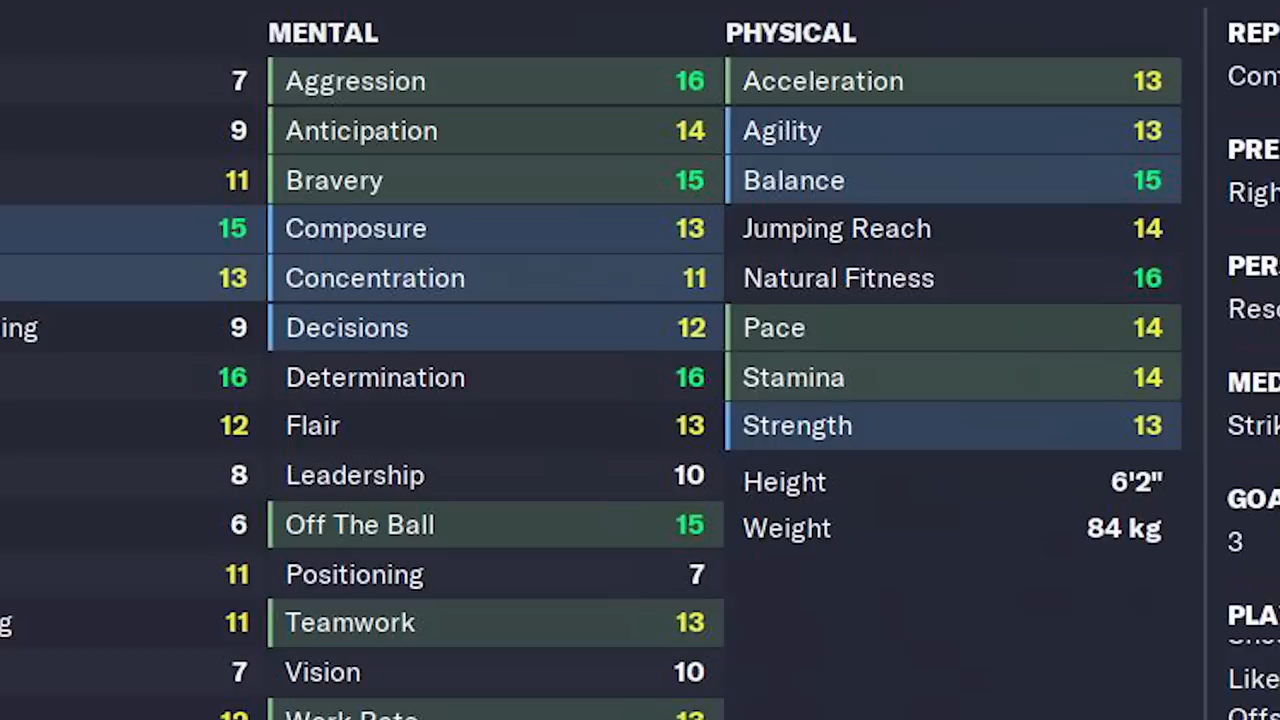 MENTAL PHYSICAL REP
7 Aggression 16 Acceleration 13 Con
9 Anticipation 14 Agility 13 PRE
11 Bravery 15 Balance 15 Righ
15 Composure 13 Jumping Reach 14
13 Concentration 11 Natural Fitness 16 PER
ing 9 Decisions 12 Pace 14 Reso
16 Determination 16 Stamina 14 MED
12 Flair 13 Strength 13 Strik
8 Leadership 10 Height 6'2" GOA
6 Off The Ball 15 Weight 84 kg 3
11 Positioning 7
g 11 Teamwork 13 PLA
7 Vision 10 Like
12 Work Rate 13